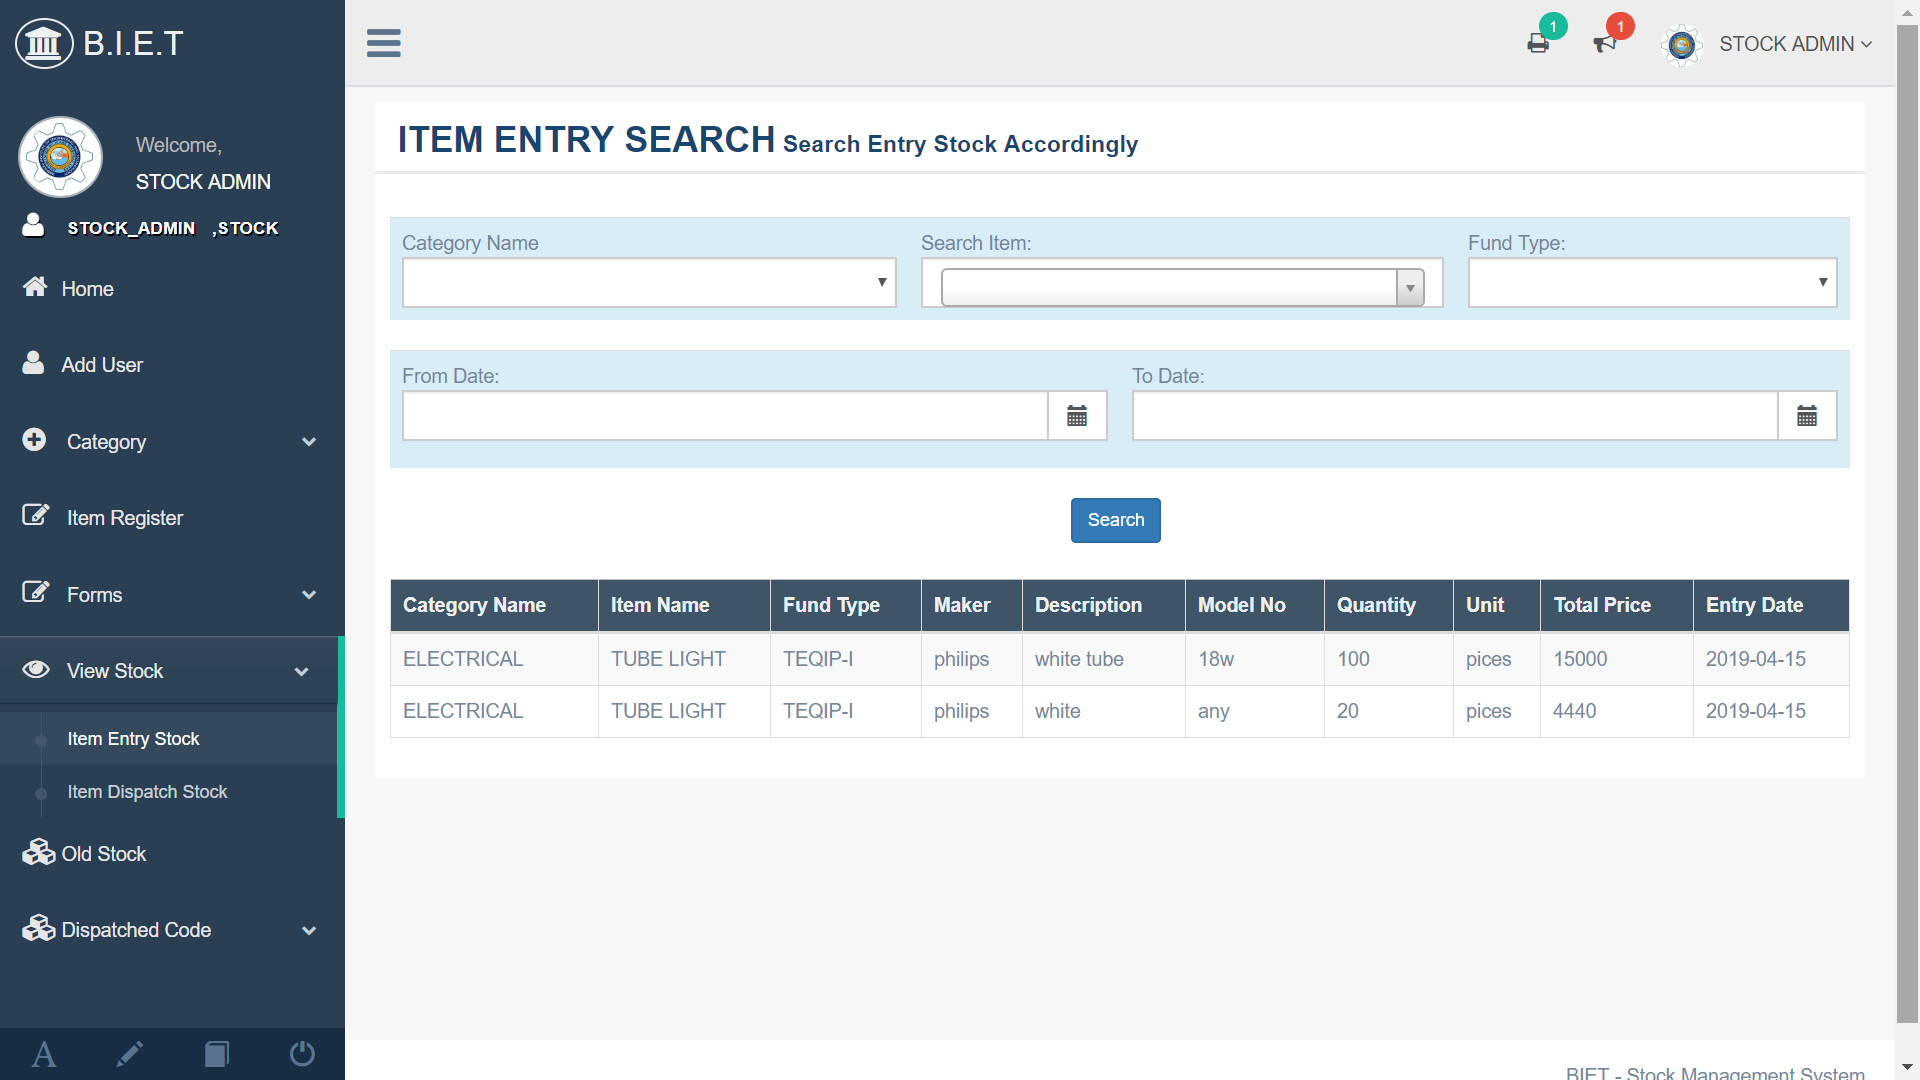 B.I.E.T
1
1
STOCK ADMIN
Welcome,
STOCK ADMIN
STOCK_ADMIN ,STOCK
Home
Add User
Category
Item Register
Forms
View Stock
Item Entry Stock
Item Dispatch Stock
Old Stock
Dispatched Code
A
ITEM ENTRY SEARCH Search Entry Stock Accordingly
Category Name Search Item: Fund Type:
From Date: To Date:
Search
Category Name Item Name Fund Type Maker Description Model No Quantity Unit Total Price Entry Date
ELECTRICAL TUBE LIGHT TEQIP-I philips white tube 18w 100 pices 15000 2019-04-15
ELECTRICAL TUBE LIGHT TEQIP-I philips white any 20 pices 4440 2019-04-15
BIET - Stock Management System